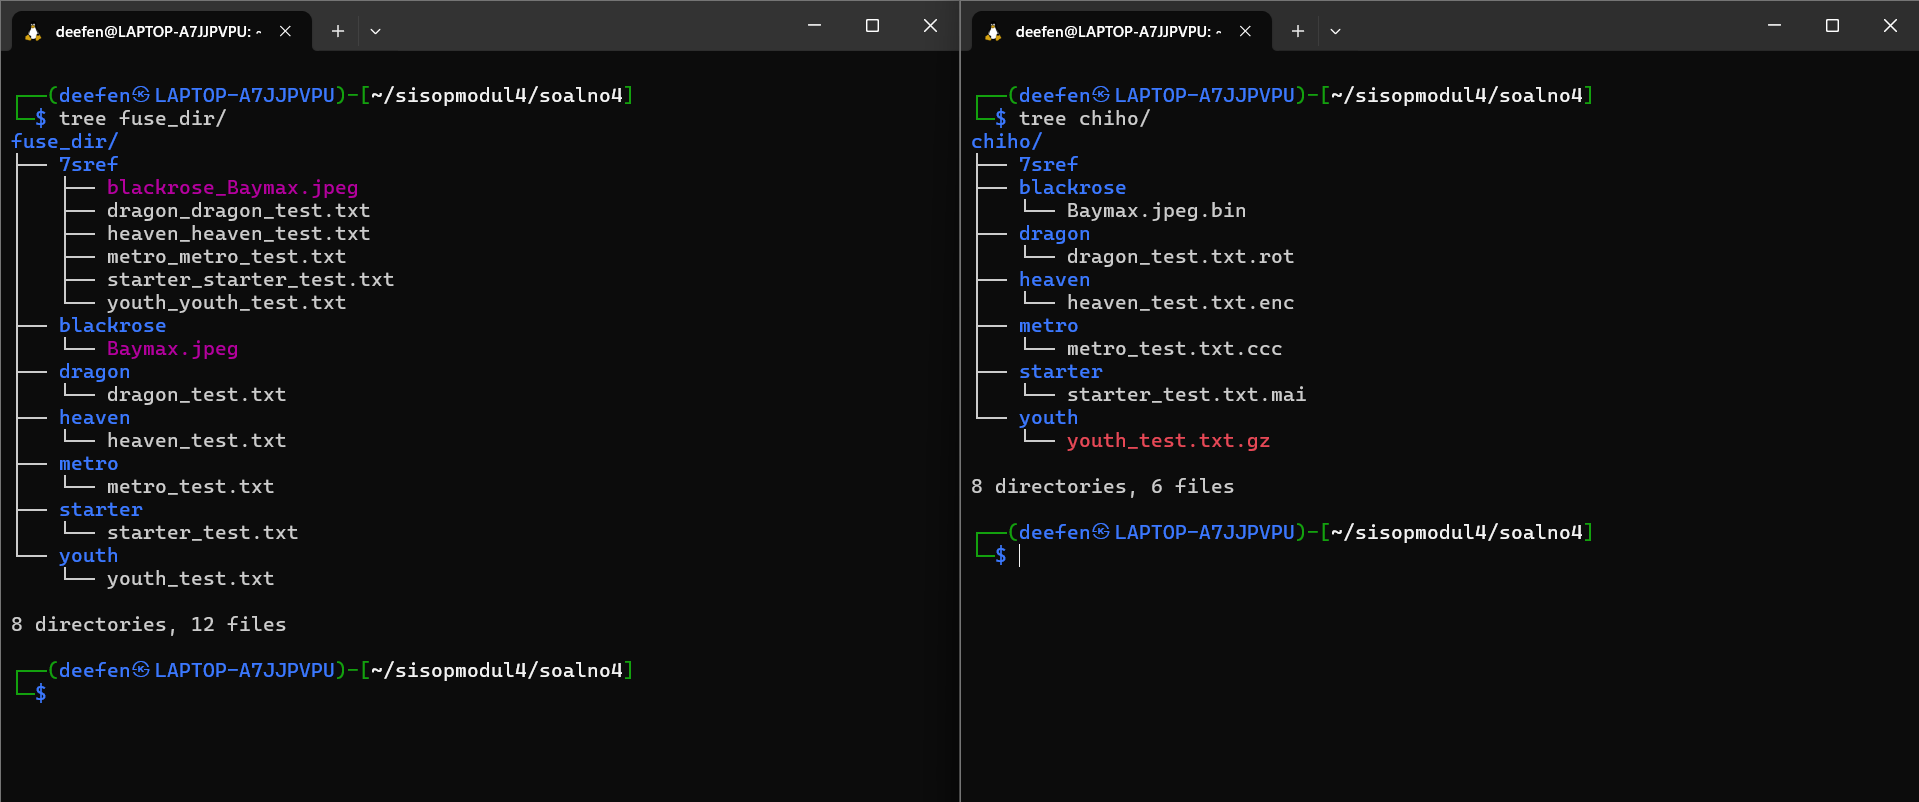 deefen@LAPTOP-A7JJPVPU: ~
┌──(deefen㉿LAPTOP-A7JJPVPU)-[~/sisopmodul4/soalno4]
└─$ tree fuse_dir/
fuse_dir/
├── 7sref
│   ├── blackrose_Baymax.jpeg
│   ├── dragon_dragon_test.txt
│   ├── heaven_heaven_test.txt
│   ├── metro_metro_test.txt
│   ├── starter_starter_test.txt
│   └── youth_youth_test.txt
├── blackrose
│   └── Baymax.jpeg
├── dragon
│   └── dragon_test.txt
├── heaven
│   └── heaven_test.txt
├── metro
│   └── metro_test.txt
├── starter
│   └── starter_test.txt
└── youth
    └── youth_test.txt
8 directories, 12 files
┌──(deefen㉿LAPTOP-A7JJPVPU)-[~/sisopmodul4/soalno4]
└─$
deefen@LAPTOP-A7JJPVPU: ~
┌──(deefen㉿LAPTOP-A7JJPVPU)-[~/sisopmodul4/soalno4]
└─$ tree chiho/
chiho/
├── 7sref
├── blackrose
│   └── Baymax.jpeg.bin
├── dragon
│   └── dragon_test.txt.rot
├── heaven
│   └── heaven_test.txt.enc
├── metro
│   └── metro_test.txt.ccc
├── starter
│   └── starter_test.txt.mai
└── youth
    └── youth_test.txt.gz
8 directories, 6 files
┌──(deefen㉿LAPTOP-A7JJPVPU)-[~/sisopmodul4/soalno4]
└─$